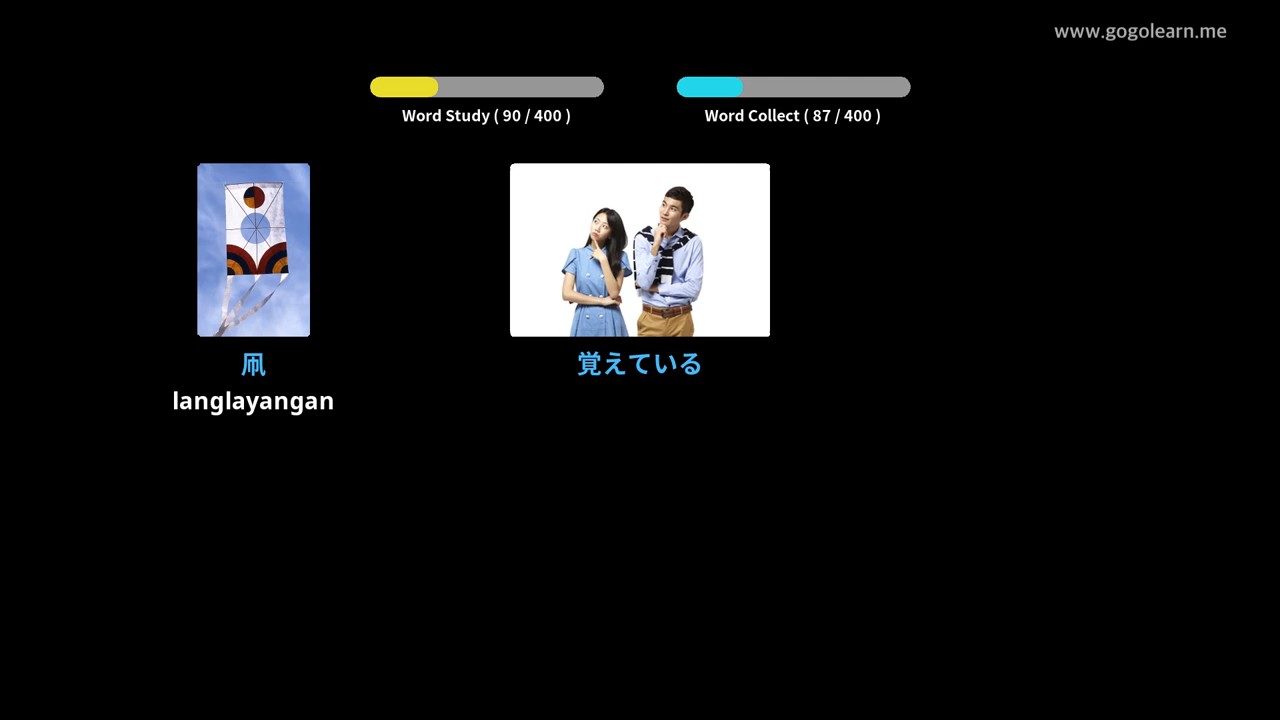 www.gogolearn.me
Word Study ( 90 / 400 )
Word Collect ( 87 / 400 )
凧
覚えている
langlayangan